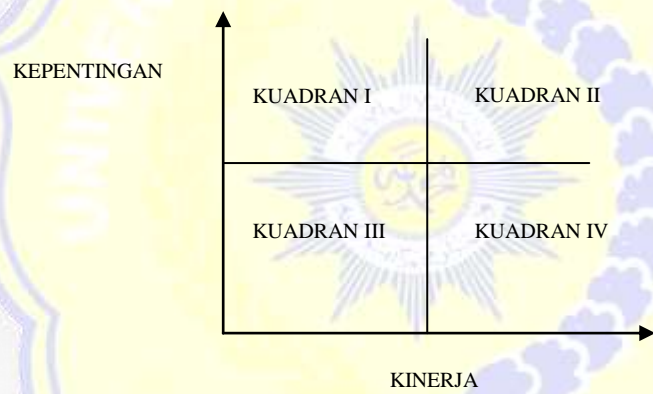 KEPENTINGAN
KUADRAN I
KUADRAN II
KUADRAN III
KUADRAN IV
KINERJA